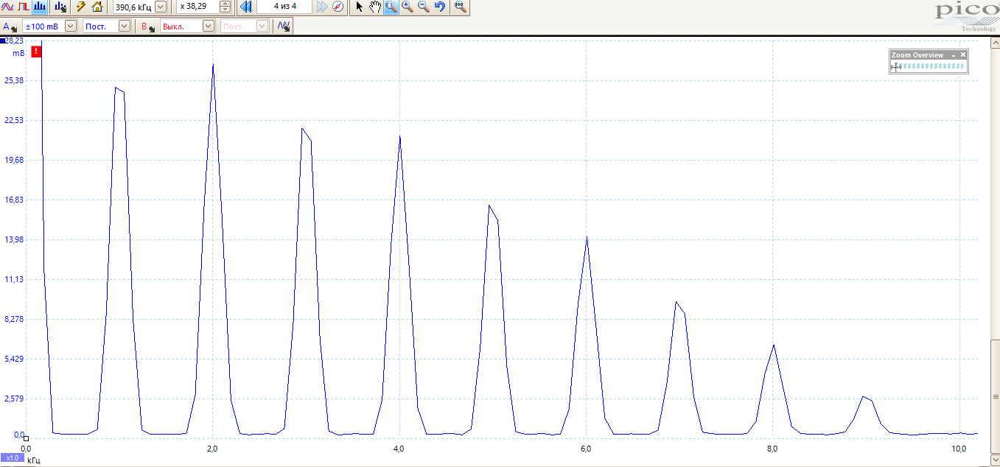 390,6 кГц x 38,29 4 из 4
pico
Technology
A ±100 mВ Пост. B Выкл. Пост.
28,23
mВ
!
Zoom Overview
25,38
22,53
19,68
16,83
13,98
11,13
8,278
5,429
2,579
0,0
0,0 2,0 4,0 6,0 8,0 10,0
x1,0 кГц